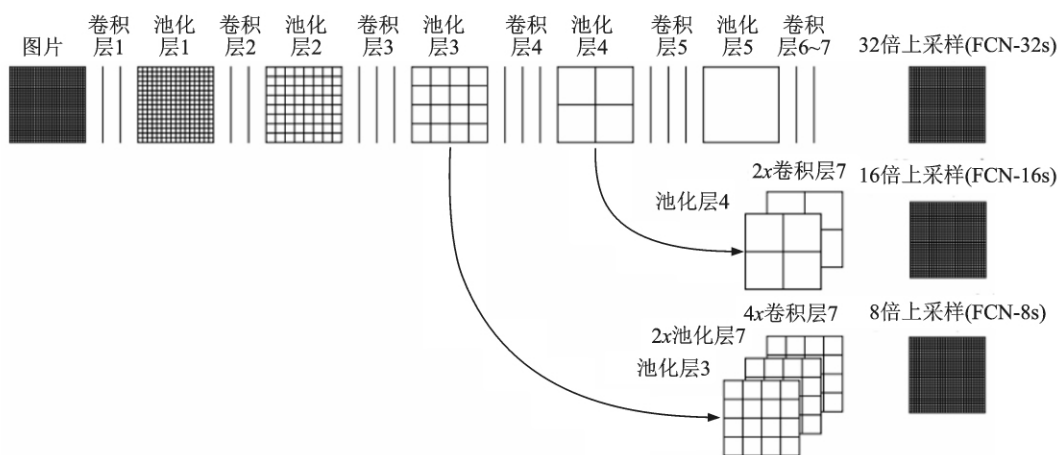 图片
卷积
层1
池化
层1
卷积
层2
池化
层2
卷积
层3
池化
层3
卷积
层4
池化
层4
卷积
层5
池化
层5
卷积
层6~7
32倍上采样(FCN-32s)
2x卷积层7
16倍上采样(FCN-16s)
池化层4
4x卷积层7
8倍上采样(FCN-8s)
2x池化层7
池化层3